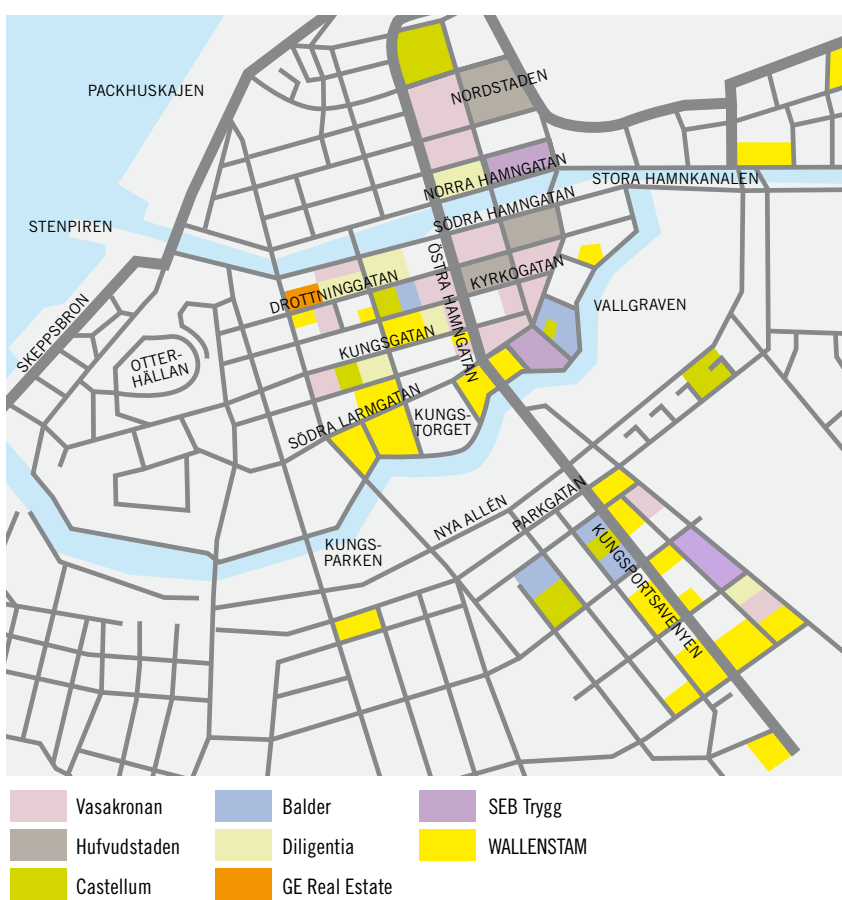 PACKHUSKAJEN
NORDSTADEN
NORRA HAMNGATAN
STORA HAMNKANALEN
SÖDRA HAMNGATAN
STENPIREN
ÖSTRA HAMNGATAN
KYRKOGATAN
DROTTNINGGATAN
VALLGRAVEN
SKEPPSBRON
KUNGSGATAN
OTTER-
HÄLLAN
SÖDRA LARMGATAN
KUNGS-
TORGET
NYA ALLÉN
PARKGATAN
KUNGS-
PARKEN
KUNGSPORTSAVENYEN
Vasakronan
Balder
SEB Trygg
Hufvudstaden
Diligentia
WALLENSTAM
Castellum
GE Real Estate